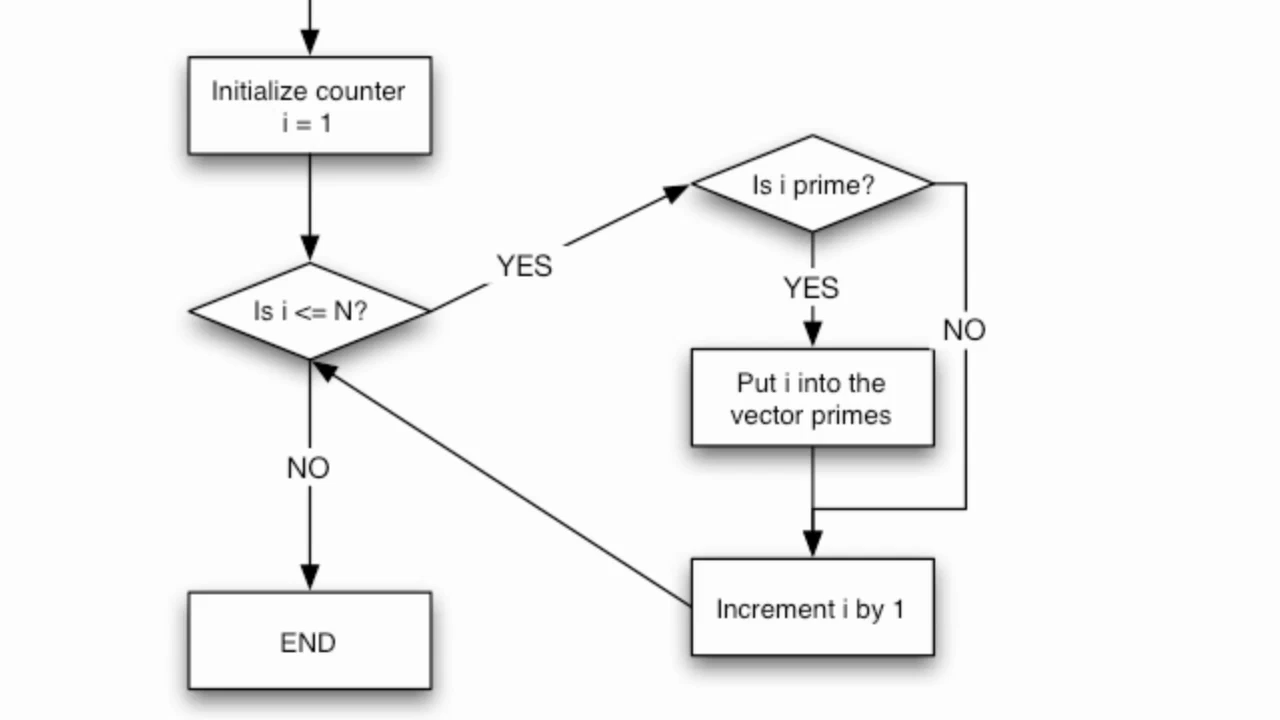 Initialize counter
i = 1
Is i <= N?
YES
Is i prime?
YES
NO
Put i into the
vector primes
Increment i by 1
NO
END